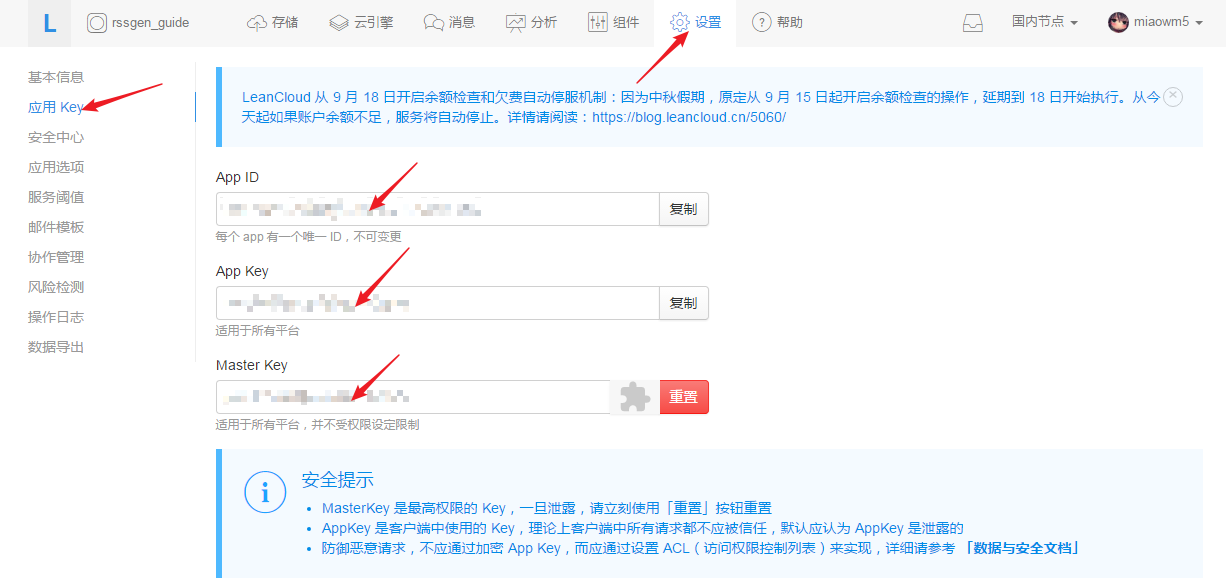 L rssgen_guide 存储 云引擎 消息 分析 组件 设置 ? 帮助 国内节点 miaowm5
基本信息
应用 Key
安全中心
应用选项
服务阈值
邮件模板
协作管理
风险检测
操作日志
数据导出
LeanCloud 从 9 月 18 日开启余额检查和欠费自动停服机制：因为中秋假期，原定从 9 月 15 日起开启余额检查的操作，延期到 18 日开始执行。从今
天起如果账户余额不足，服务将自动停止。详情请阅读：https://blog.leancloud.cn/5060/
App ID
复制
每个 app 有一个唯一 ID，不可变更
App Key
复制
适用于所有平台
Master Key
重置
适用于所有平台，并不受权限设定限制
安全提示
• MasterKey 是最高权限的 Key，一旦泄露，请立刻使用「重置」按钮重置
• AppKey 是客户端中使用的 Key，理论上客户端中所有请求都不应被信任，默认应认为 AppKey 是泄露的
• 防御恶意请求，不应通过加密 App Key，而应通过设置 ACL（访问权限控制列表）来实现，详细请参考 「数据与安全文档」